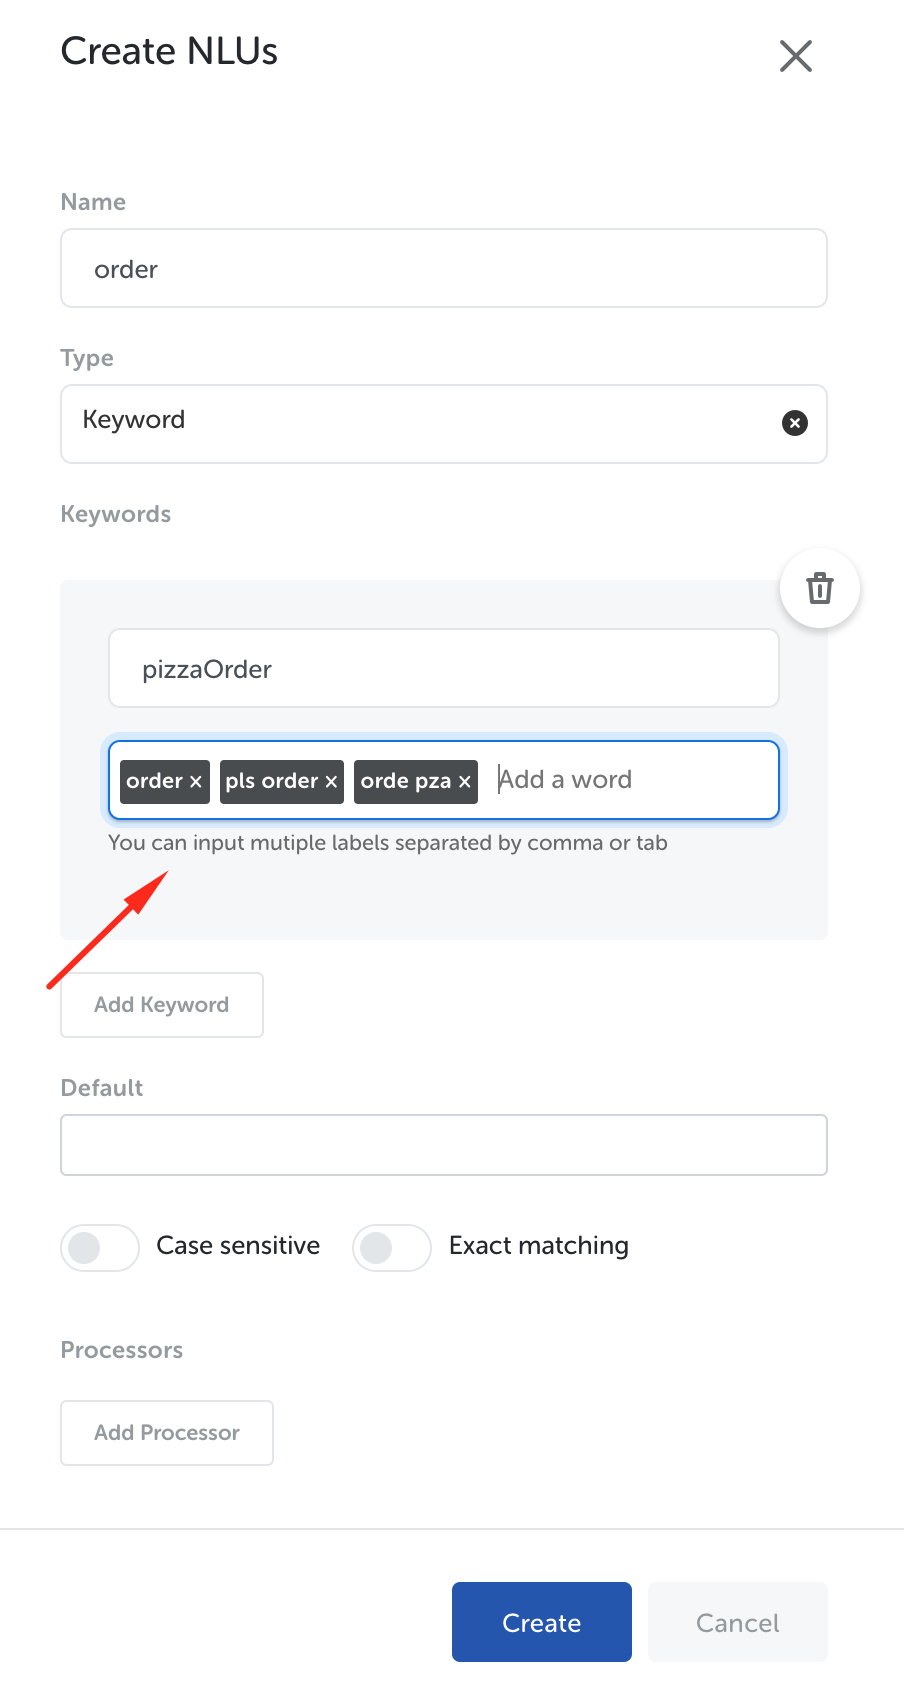 Create NLUs
Name
order
Type
Keyword
Keywords
pizzaOrder
order × pls order × orde pza × Add a word
You can input mutiple labels separated by comma or tab
Add Keyword
Default
Case sensitive Exact matching
Processors
Add Processor
Create Cancel